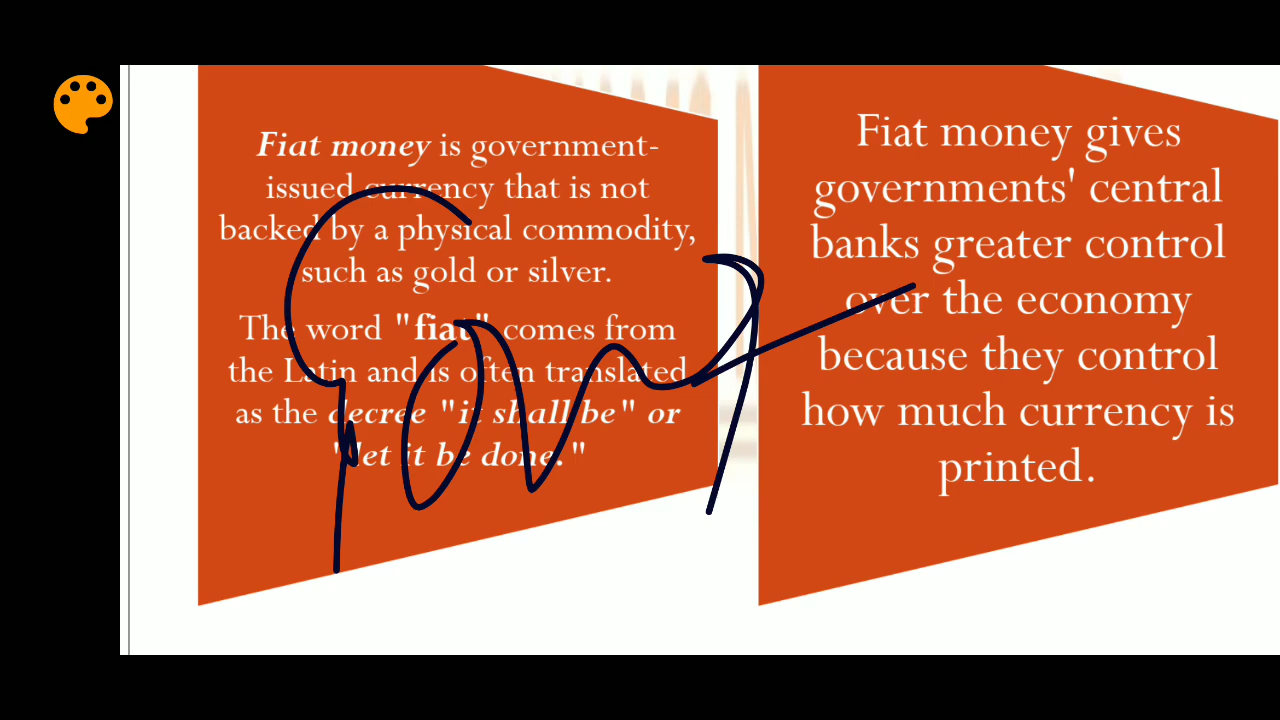 Fiat money is government-
issued currency that is not
backed by a physical commodity,
such as gold or silver.
The word "fiat" comes from
the Latin and is often translated
as the decree "it shall be" or
"let it be done."
Fiat money gives
governments' central
banks greater control
over the economy
because they control
how much currency is
printed.